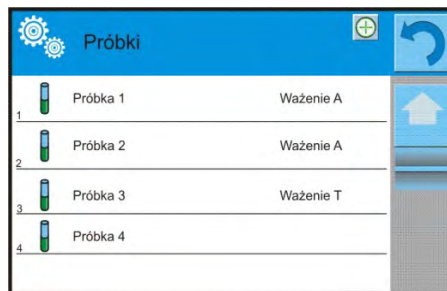 Próbki
1 Próbka 1 Ważenie A
2 Próbka 2 Ważenie A
3 Próbka 3 Ważenie T
4 Próbka 4